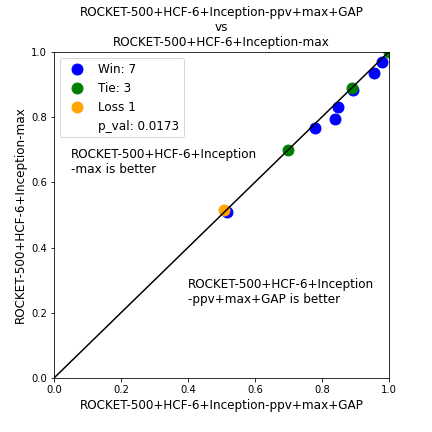 ROCKET-500+HCF-6+Inception-ppv+max+GAP
vs
ROCKET-500+HCF-6+Inception-max
Win: 7
Tie: 3
Loss 1
p_val: 0.0173
ROCKET-500+HCF-6+Inception
-max is better
ROCKET-500+HCF-6+Inception
-ppv+max+GAP is better
ROCKET-500+HCF-6+Inception-max
1.0
0.8
0.6
0.4
0.2
0.0
0.0 0.2 0.4 0.6 0.8 1.0
ROCKET-500+HCF-6+Inception-ppv+max+GAP